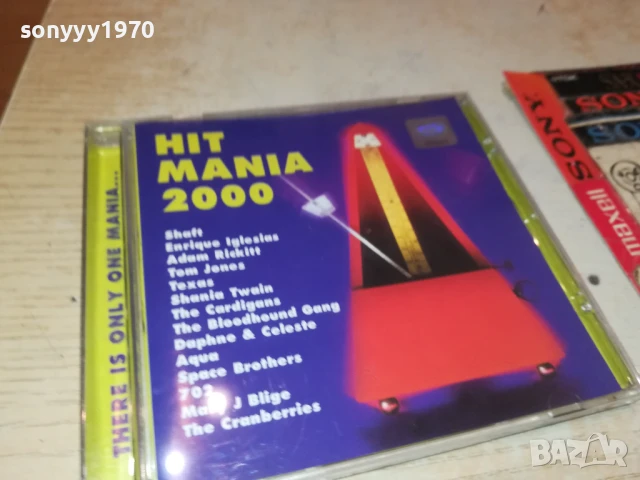 sonyyy1970
HIT
MANIA
2000
Shaft
Enrique Iglesias
Adam Rickitt
Tom Jones
Texas
Shania Twain
The Cardigans
The Bloodhound Gang
Daphne & Celeste
Aqua
Space Brothers
702
Mary J Blige
The Cranberries
THERE IS ONLY ONE MANIA...
SONY
maxell
BAZAR
bg